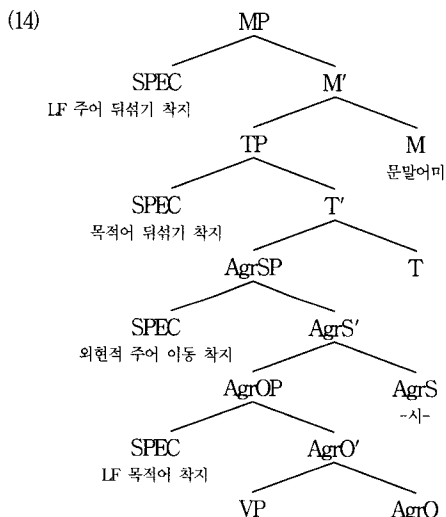 (14) MP
SPEC M′
LF 주어 뒤섞기 착지
TP M
문말어미
SPEC T′
목적어 뒤섞기 착지
AgrSP T
SPEC AgrS′
외현적 주어 이동 착지
AgrOP AgrS
-시-
SPEC AgrO′
LF 목적어 착지
VP AgrO